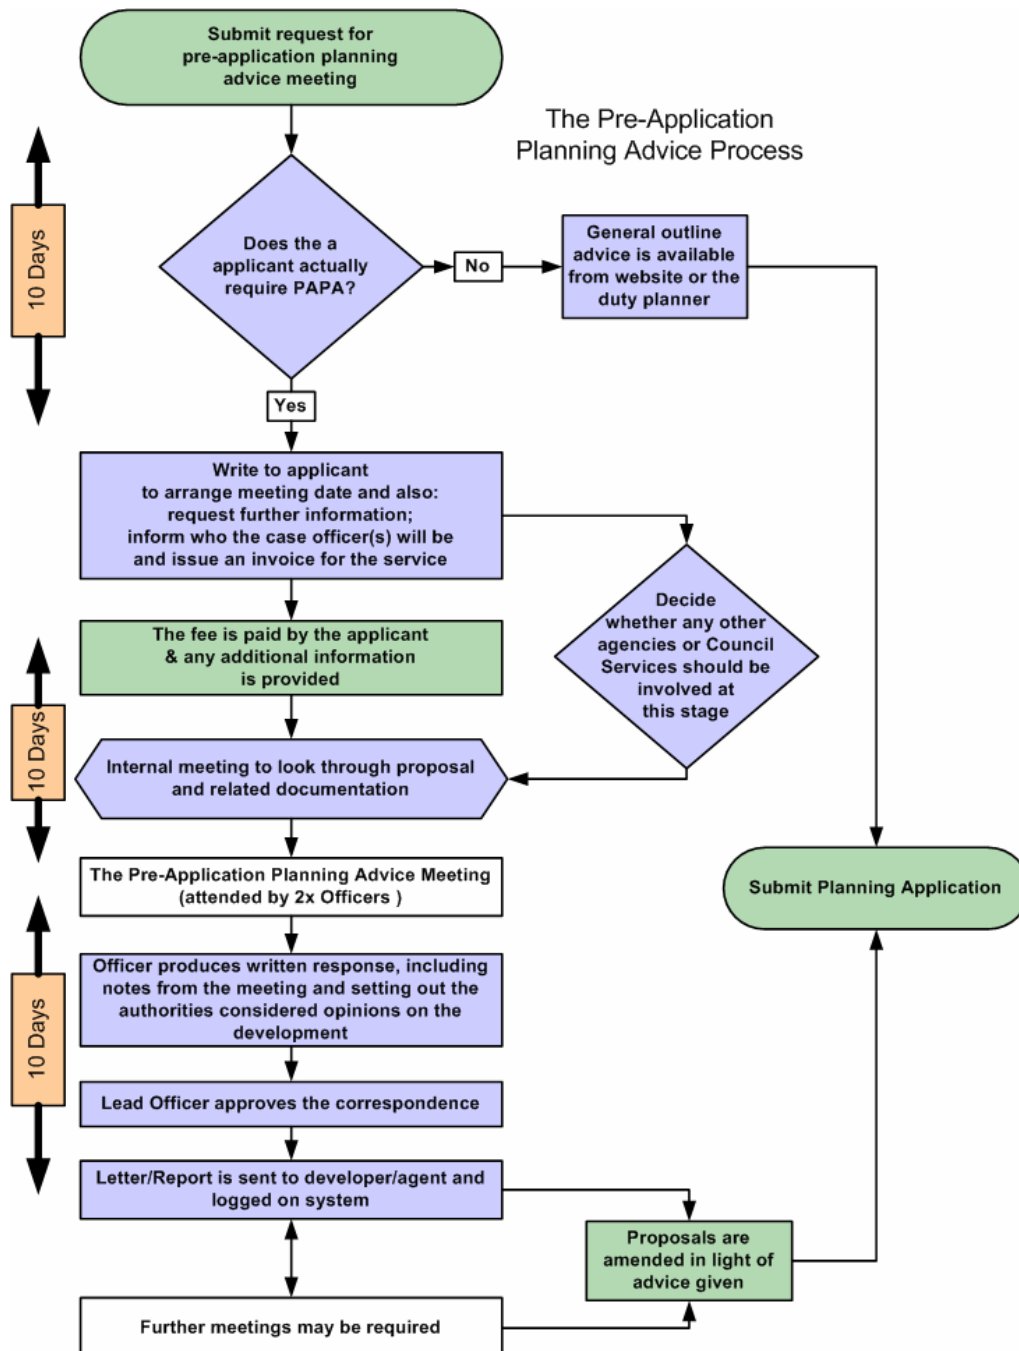 Submit request for
pre-application planning
advice meeting
The Pre-Application
Planning Advice Process
10 Days
Does the a
applicant actually
require PAPA?
No
General outline
advice is available
from website or the
duty planner
Yes
Write to applicant
to arrange meeting date and also:
request further information;
inform who the case officer(s) will be
and issue an invoice for the service
Decide
whether any other
agencies or Council
Services should be
involved at
this stage
The fee is paid by the applicant
& any additional information
is provided
10 Days
Internal meeting to look through proposal
and related documentation
The Pre-Application Planning Advice Meeting
(attended by 2x Officers )
Submit Planning Application
10 Days
Officer produces written response, including
notes from the meeting and setting out the
authorities considered opinions on the
development
Lead Officer approves the correspondence
Letter/Report is sent to developer/agent and
logged on system
Proposals are
amended in light of
advice given
Further meetings may be required